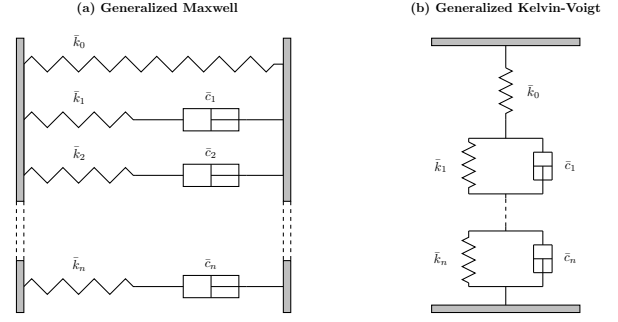 (a) Generalized Maxwell
(b) Generalized Kelvin-Voigt
k̄₀
k̄₁
c̄₁
k̄₂
c̄₂
k̄ₙ
c̄ₙ
k̄₀
k̄₁
c̄₁
k̄ₙ
c̄ₙ